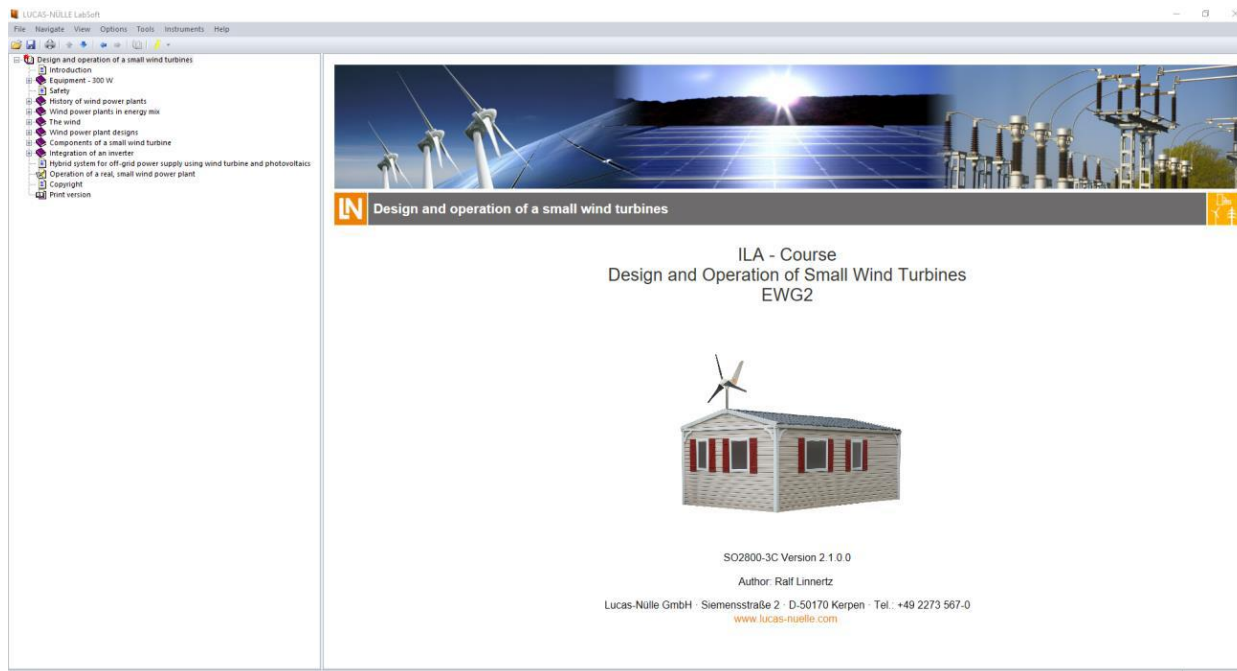 LUCAS-NÜLLE LabSoft
File Navigate View Options Tools Instruments Help
Design and operation of a small wind turbines
Introduction
Equipment - 300 W
Safety
History of wind power plants
Wind power plants in energy mix
The wind
Wind power plant designs
Components of a small wind turbine
Integration of an inverter
Hybrid system for off-grid power supply using wind turbine and photovoltaics
Operation of a real, small wind power plant
Copyright
Print version
LN Design and operation of a small wind turbines
ILA - Course
Design and Operation of Small Wind Turbines
EWG2
SO2800-3C Version 2.1.0.0
Author: Ralf Linnertz
Lucas-Nülle GmbH · Siemensstraße 2 · D-50170 Kerpen · Tel.: +49 2273 567-0
www.lucas-nuelle.com